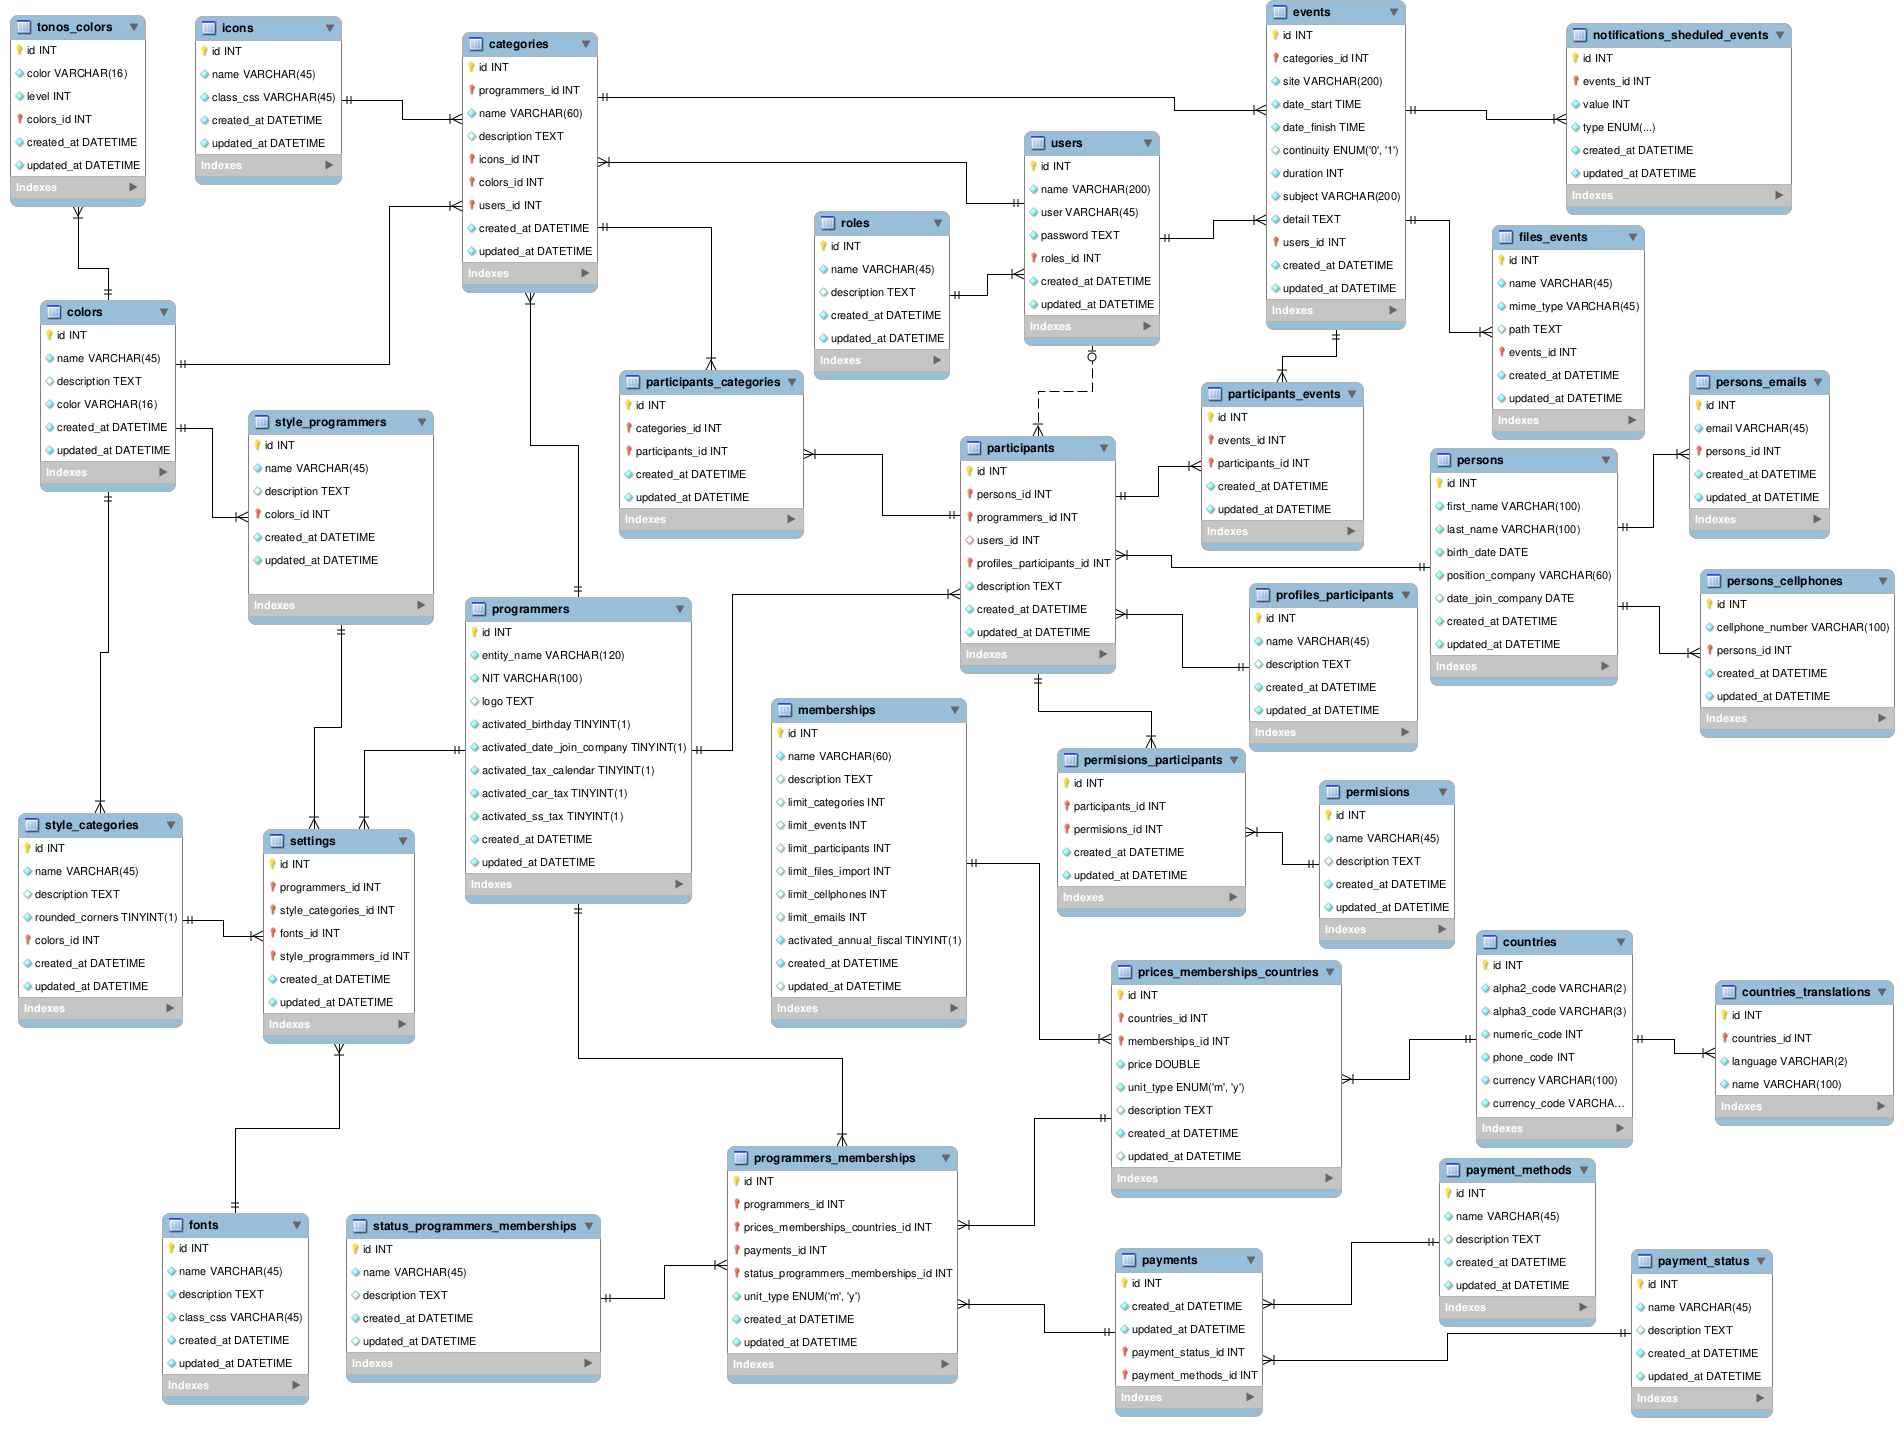 tonos_colors
id INT
color VARCHAR(16)
level INT
colors_id INT
created_at DATETIME
updated_at DATETIME
Indexes
icons
id INT
name VARCHAR(45)
class_css VARCHAR(45)
created_at DATETIME
updated_at DATETIME
Indexes
categories
id INT
programmers_id INT
name VARCHAR(60)
description TEXT
icons_id INT
colors_id INT
users_id INT
created_at DATETIME
updated_at DATETIME
Indexes
events
id INT
categories_id INT
site VARCHAR(200)
date_start TIME
date_finish TIME
continuity ENUM('0', '1')
duration INT
subject VARCHAR(200)
detail TEXT
users_id INT
created_at DATETIME
updated_at DATETIME
Indexes
notifications_sheduled_events
id INT
events_id INT
value INT
type ENUM(...)
created_at DATETIME
updated_at DATETIME
Indexes
users
id INT
name VARCHAR(200)
user VARCHAR(45)
password TEXT
roles_id INT
created_at DATETIME
updated_at DATETIME
Indexes
roles
id INT
name VARCHAR(45)
description TEXT
created_at DATETIME
updated_at DATETIME
Indexes
files_events
id INT
name VARCHAR(45)
mime_type VARCHAR(45)
path TEXT
events_id INT
created_at DATETIME
updated_at DATETIME
Indexes
colors
id INT
name VARCHAR(45)
description TEXT
color VARCHAR(16)
created_at DATETIME
updated_at DATETIME
Indexes
style_programmers
id INT
name VARCHAR(45)
description TEXT
colors_id INT
created_at DATETIME
updated_at DATETIME
Indexes
participants_categories
id INT
categories_id INT
participants_id INT
created_at DATETIME
updated_at DATETIME
Indexes
participants
id INT
persons_id INT
programmers_id INT
users_id INT
profiles_participants_id INT
description TEXT
created_at DATETIME
updated_at DATETIME
Indexes
participants_events
id INT
events_id INT
participants_id INT
created_at DATETIME
updated_at DATETIME
Indexes
persons
id INT
first_name VARCHAR(100)
last_name VARCHAR(100)
birth_date DATE
position_company VARCHAR(60)
date_join_company DATE
created_at DATETIME
updated_at DATETIME
Indexes
persons_emails
id INT
email VARCHAR(45)
persons_id INT
created_at DATETIME
updated_at DATETIME
Indexes
persons_cellphones
id INT
cellphone_number VARCHAR(100)
persons_id INT
created_at DATETIME
updated_at DATETIME
Indexes
programmers
id INT
entity_name VARCHAR(120)
NIT VARCHAR(100)
logo TEXT
activated_birthday TINYINT(1)
activated_date_join_company TINYINT(1)
activated_tax_calendar TINYINT(1)
activated_car_tax TINYINT(1)
activated_ss_tax TINYINT(1)
created_at DATETIME
updated_at DATETIME
Indexes
profiles_participants
id INT
name VARCHAR(45)
description TEXT
created_at DATETIME
updated_at DATETIME
Indexes
memberships
id INT
name VARCHAR(60)
description TEXT
limit_categories INT
limit_events INT
limit_participants INT
limit_files_import INT
limit_cellphones INT
limit_emails INT
activated_annual_fiscal TINYINT(1)
created_at DATETIME
updated_at DATETIME
Indexes
permisions_participants
id INT
participants_id INT
permisions_id INT
created_at DATETIME
updated_at DATETIME
Indexes
permisions
id INT
name VARCHAR(45)
description TEXT
created_at DATETIME
updated_at DATETIME
Indexes
style_categories
id INT
name VARCHAR(45)
description TEXT
rounded_corners TINYINT(1)
colors_id INT
created_at DATETIME
updated_at DATETIME
Indexes
settings
id INT
programmers_id INT
style_categories_id INT
fonts_id INT
style_programmers_id INT
created_at DATETIME
updated_at DATETIME
Indexes
prices_memberships_countries
id INT
countries_id INT
memberships_id INT
price DOUBLE
unit_type ENUM('m', 'y')
description TEXT
created_at DATETIME
updated_at DATETIME
Indexes
countries
id INT
alpha2_code VARCHAR(2)
alpha3_code VARCHAR(3)
numeric_code INT
phone_code INT
currency VARCHAR(100)
currency_code VARCHA...
Indexes
countries_translations
id INT
countries_id INT
language VARCHAR(2)
name VARCHAR(100)
Indexes
fonts
id INT
name VARCHAR(45)
description TEXT
class_css VARCHAR(45)
created_at DATETIME
updated_at DATETIME
Indexes
status_programmers_memberships
id INT
name VARCHAR(45)
description TEXT
created_at DATETIME
updated_at DATETIME
Indexes
programmers_memberships
id INT
programmers_id INT
prices_memberships_countries_id INT
payments_id INT
status_programmers_memberships_id INT
unit_type ENUM('m', 'y')
created_at DATETIME
updated_at DATETIME
Indexes
payments
id INT
created_at DATETIME
updated_at DATETIME
payment_status_id INT
payment_methods_id INT
Indexes
payment_methods
id INT
name VARCHAR(45)
description TEXT
created_at DATETIME
updated_at DATETIME
Indexes
payment_status
id INT
name VARCHAR(45)
description TEXT
created_at DATETIME
updated_at DATETIME
Indexes